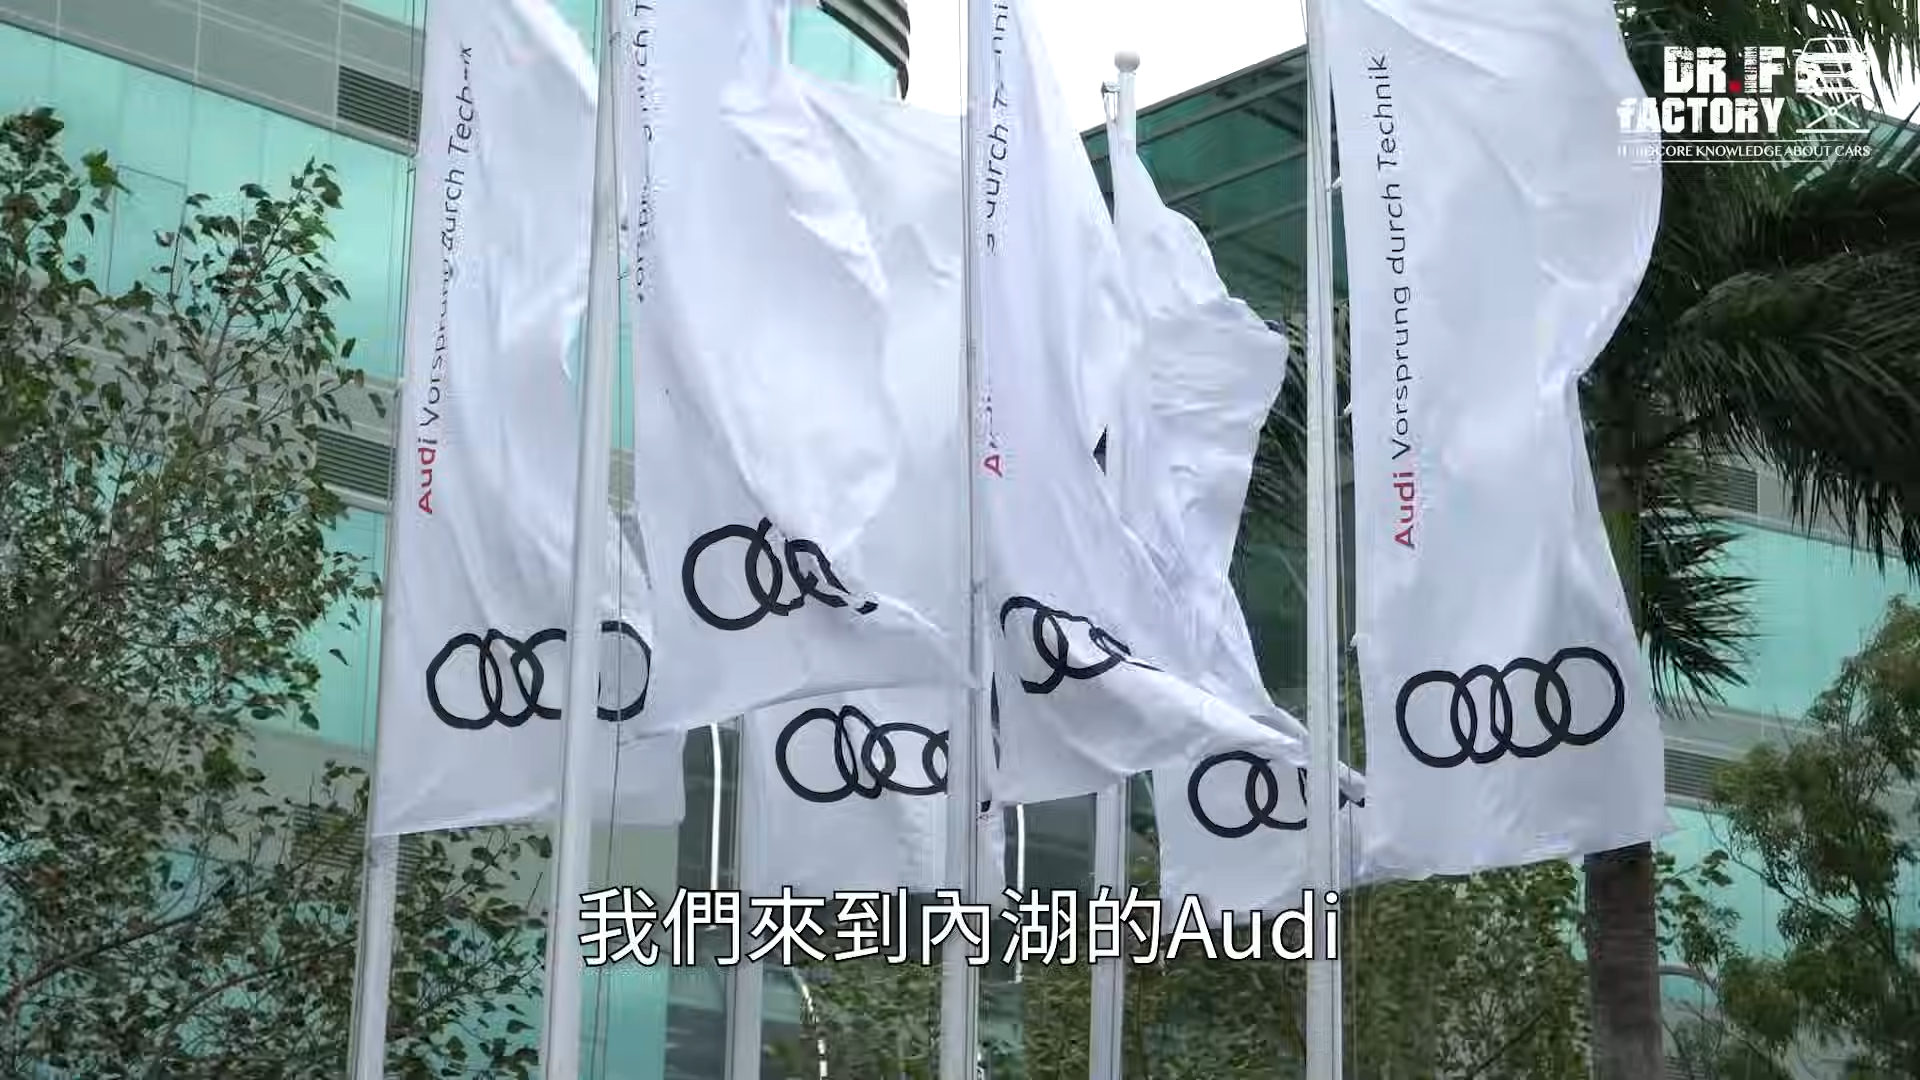 Audi Vorsprung durch Technik
Audi Vorsprung durch Technik
DR.IF
FACTORY
HARDCORE KNOWLEDGE ABOUT CARS
我們來到內湖的Audi